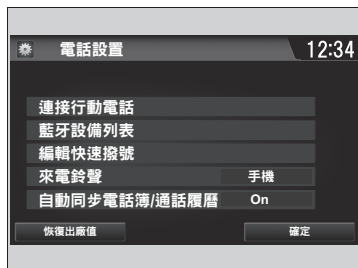 電話設置 12:34
連接行動電話
藍牙設備列表
編輯快速撥號
來電鈴聲 手機
自動同步電話簿/通話履曆 On
恢復出廠值 確定